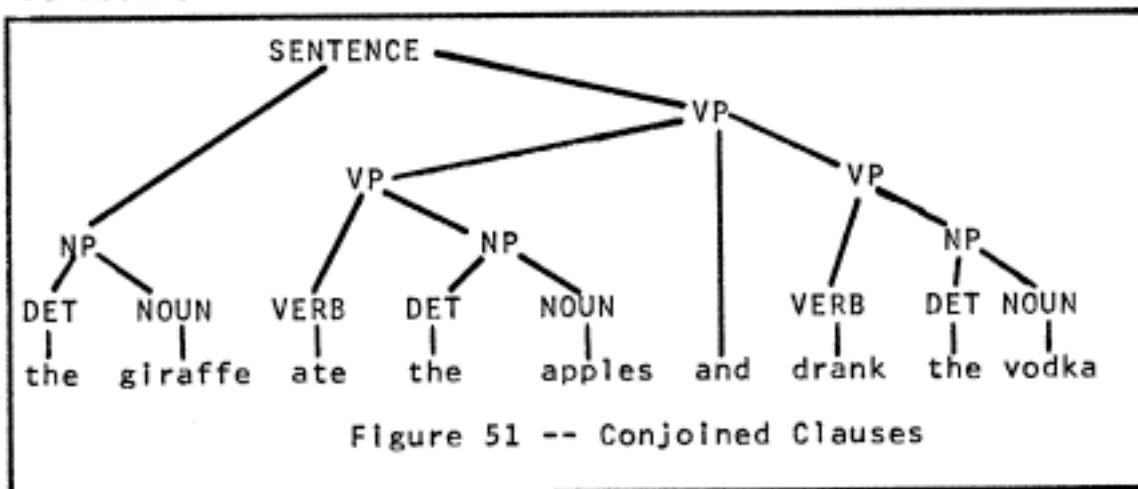 SENTENCE
VP
VP VP
NP NP NP
DET NOUN VERB DET NOUN VERB DET NOUN
the giraffe ate the apples and drank the vodka
Figure 51 -- Conjoined Clauses